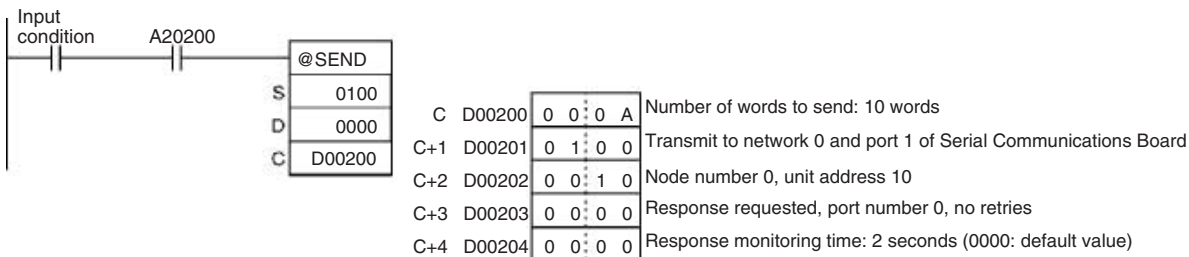 Input
condition A20200
@SEND
S 0100
D 0000
C D00200
C D00200 0 0 0 A Number of words to send: 10 words
C+1 D00201 0 1 0 0 Transmit to network 0 and port 1 of Serial Communications Board
C+2 D00202 0 0 1 0 Node number 0, unit address 10
C+3 D00203 0 0 0 0 Response requested, port number 0, no retries
C+4 D00204 0 0 0 0 Response monitoring time: 2 seconds (0000: default value)